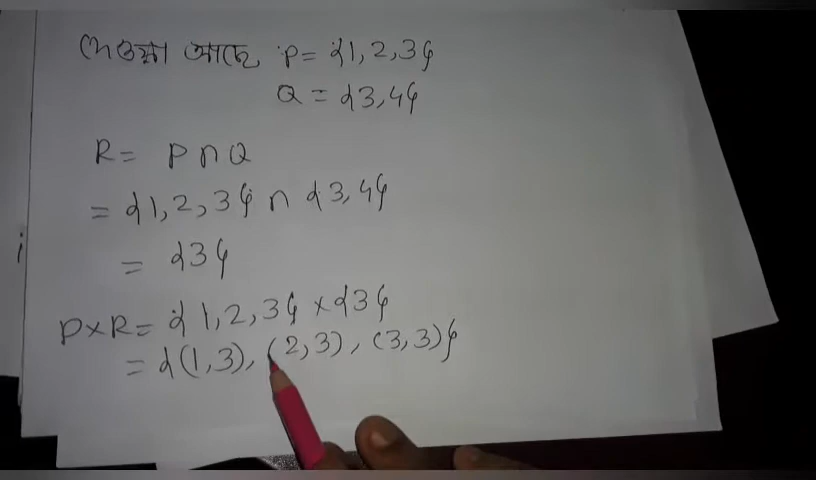 দেওয়া আছে, P = {1, 2, 3}
Q = {3, 4}
R = P ∩ Q
= {1, 2, 3} ∩ {3, 4}
= {3}
P × R = {1, 2, 3} × {3}
= {(1, 3), (2, 3), (3, 3)}